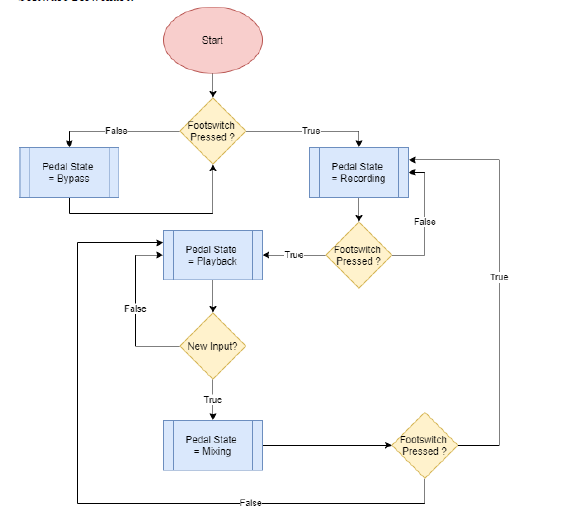 Start
Footswitch
Pressed ?
False
True
Pedal State
= Bypass
Pedal State
= Recording
False
Pedal State
= Playback
True
Footswitch
Pressed ?
True
False
New Input?
True
Pedal State
= Mixing
Footswitch
Pressed ?
False